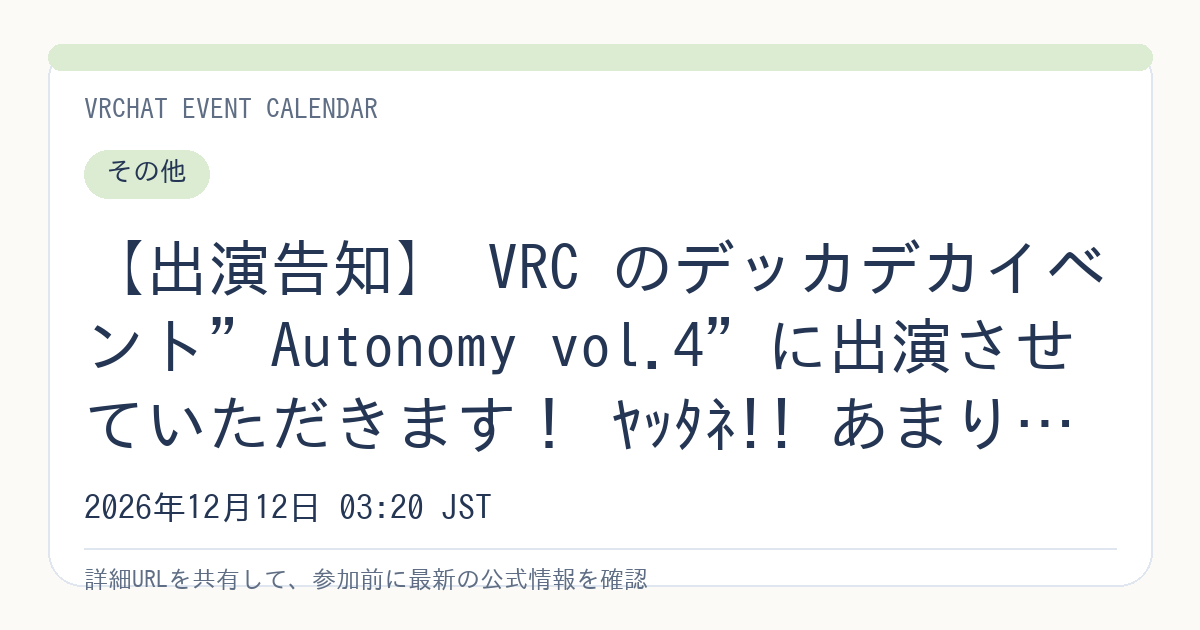 VRCHAT EVENT CALENDAR
その他
【出演告知】 VRC のデッカデカイベ
ント” Autonomy vol.4” に出演させ
ていただきます！ ﾔｯﾀﾈ!! あまり…
2026年12月12日 03:20 JST
詳細URLを共有して、参加前に最新の公式情報を確認